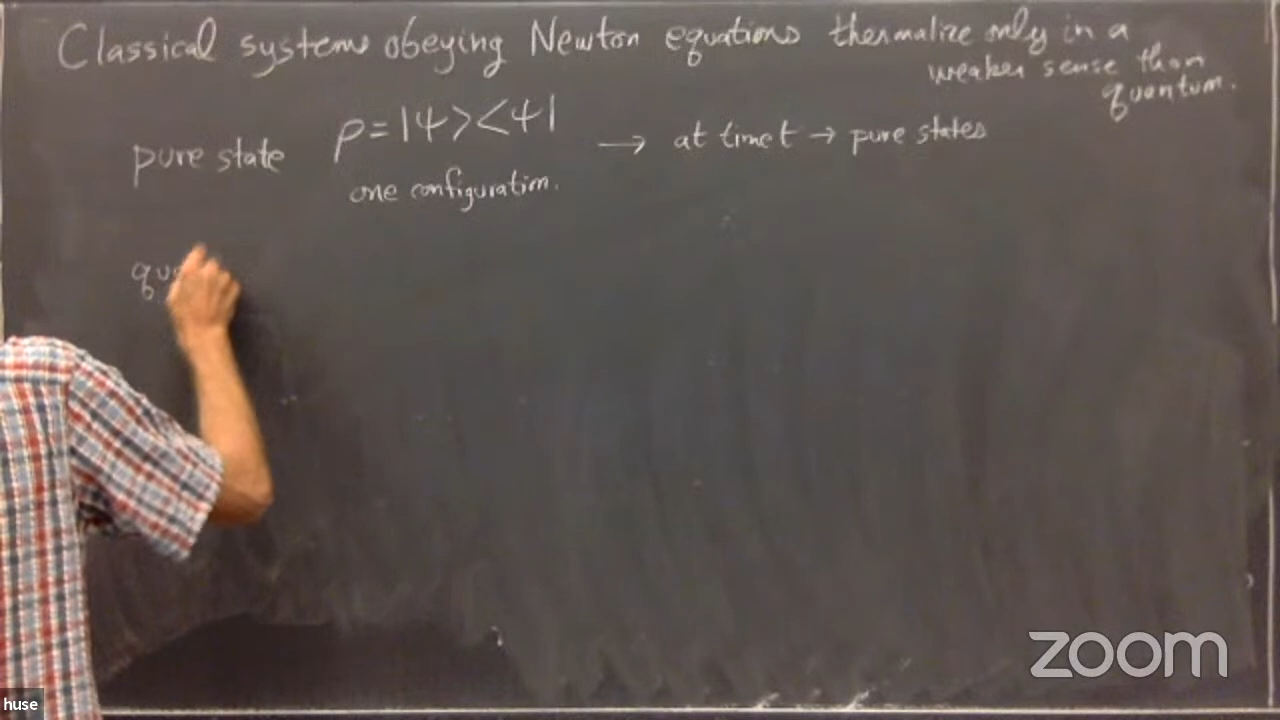 Classical systems obeying Newton equations thermalize only in a
weaker sense than
quantum.
pure state ρ=|ψ><ψ| → at time t → pure states
one configuration.
zoom
huse